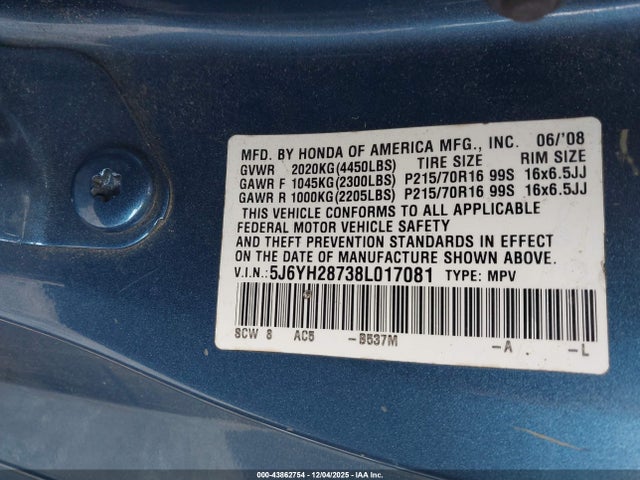 MFD. BY HONDA OF AMERICA MFG., INC. 06/'08
GVWR 2020KG(4450LBS) TIRE SIZE RIM SIZE
GAWR F 1045KG(2300LBS) P215/70R16 99S 16x6.5JJ
GAWR R 1000KG(2205LBS) P215/70R16 99S 16x6.5JJ
THIS VEHICLE CONFORMS TO ALL APPLICABLE
FEDERAL MOTOR VEHICLE SAFETY
AND THEFT PREVENTION STANDARDS IN EFFECT
ON THE DATE OF MANUFACTURE SHOWN ABOVE.
V.I.N.: 5J6YH28738L017081 TYPE: MPV
SCW 8 AC5 -B537M -A -L
000-43862754 | 12/04/2025 | IAA Inc.